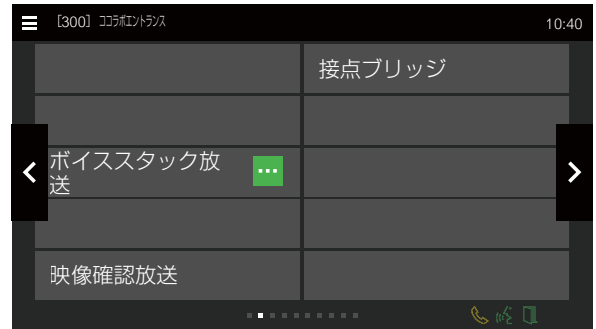 [300] ココラボエントランス
10:40
接点ブリッジ
ボイススタック放
送
映像確認放送